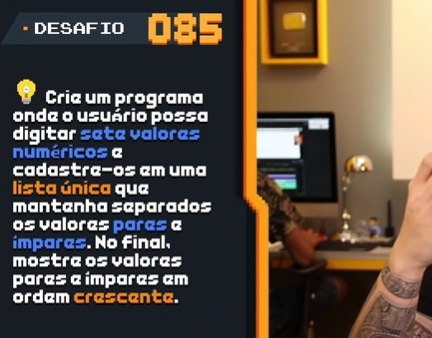 DESAFIO 085
Crie um programa
onde o usuário possa
digitar sete valores
numéricos e
cadastre-os em uma
lista única que
mantenha separados
os valores pares e
ímpares. No final,
mostre os valores
pares e ímpares em
ordem crescente.